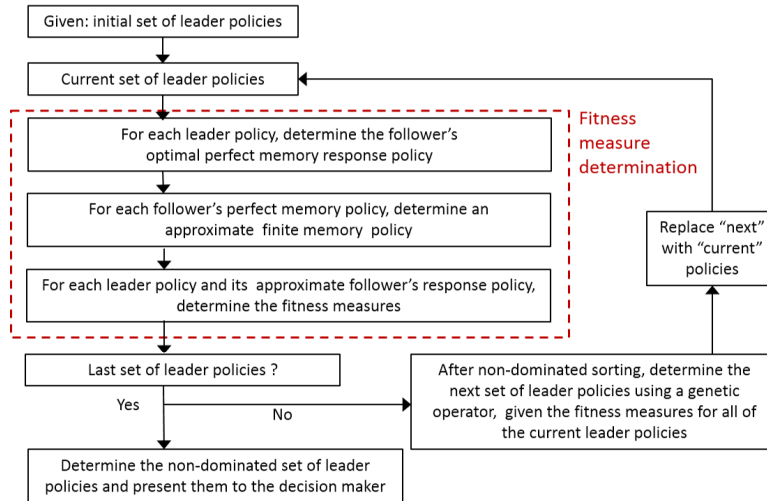 Given: initial set of leader policies
Current set of leader policies
Fitness
measure
determination
For each leader policy, determine the follower's
optimal perfect memory response policy
For each follower's perfect memory policy, determine an
approximate finite memory policy
For each leader policy and its approximate follower's response policy,
determine the fitness measures
Replace "next"
with "current"
policies
Last set of leader policies ?
Yes
No
After non-dominated sorting, determine the
next set of leader policies using a genetic
operator, given the fitness measures for all of
the current leader policies
Determine the non-dominated set of leader
policies and present them to the decision maker